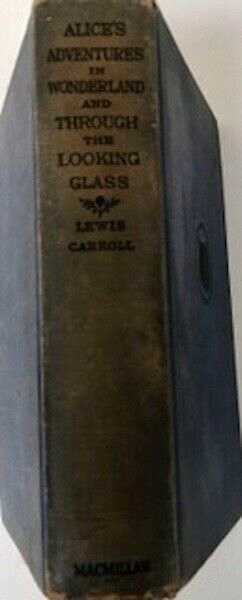 ALICE'S
ADVENTURES
IN
WONDERLAND
AND
THROUGH
THE
LOOKING
GLASS
LEWIS
CARROLL
MACMILLAN